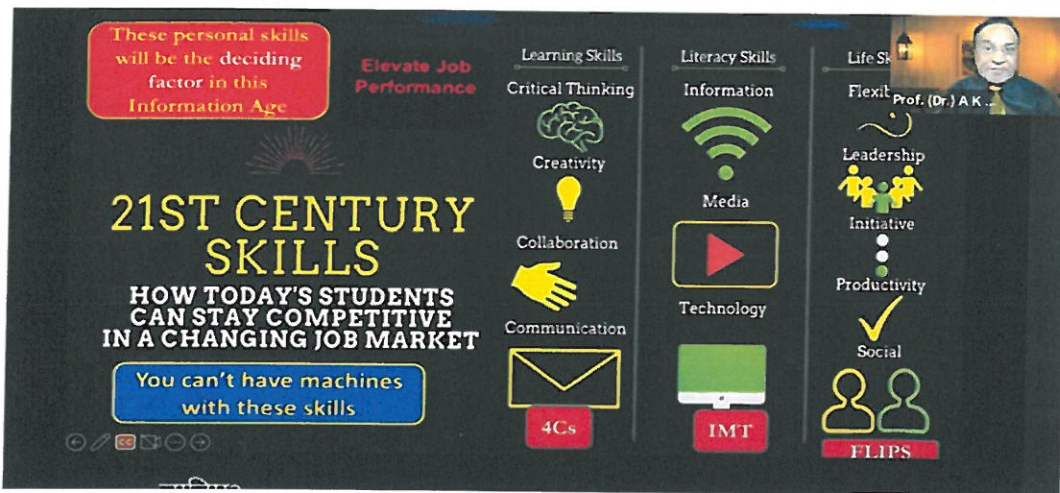 These personal skills
will be the deciding
factor in this
Information Age
Elevate Job
Performance
21ST CENTURY
SKILLS
HOW TODAY'S STUDENTS
CAN STAY COMPETITIVE
IN A CHANGING JOB MARKET
You can't have machines
with these skills
CC
Learning Skills
Critical Thinking
Creativity
Collaboration
Communication
4Cs
Literacy Skills
Information
Media
Technology
IMT
Life Sk
Flexib
Prof. (Dr.) A K ...
Leadership
Initiative
Productivity
Social
FLIPS